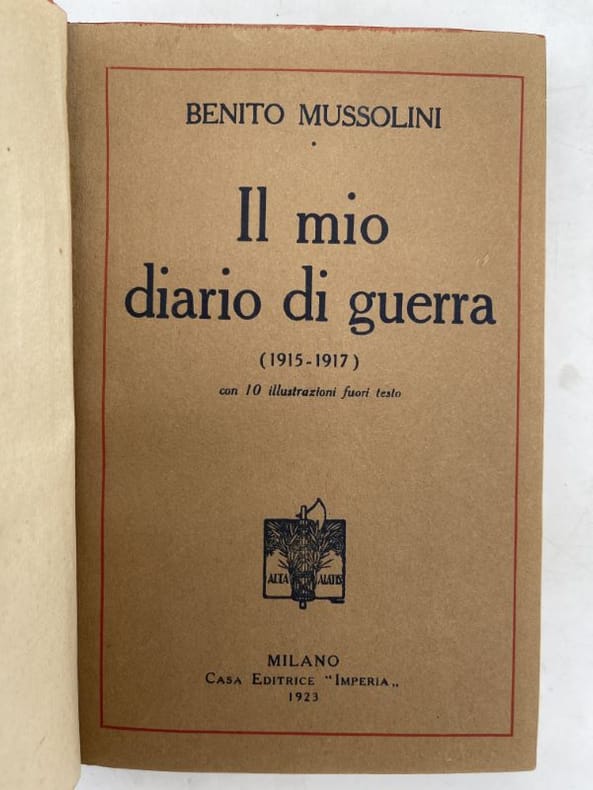 BENITO MUSSOLINI
Il mio
diario di guerra
(1915-1917)
con 10 illustrazioni fuori testo
ALTA ALATIS
MILANO
CASA EDITRICE "IMPERIA„
1923